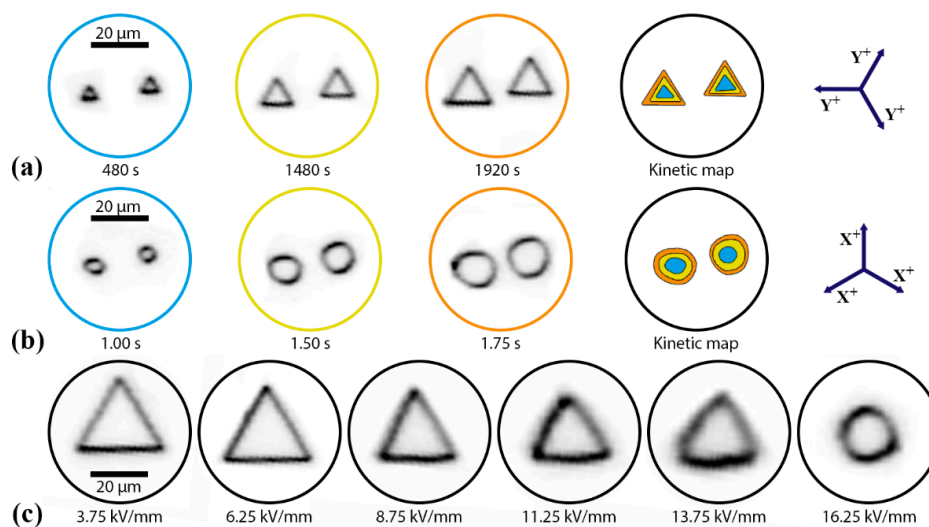 20 µm
Y⁺
Y⁺
Y⁺
(a)
480 s 1480 s 1920 s Kinetic map
20 µm
X⁺
X⁺
X⁺
(b)
1.00 s 1.50 s 1.75 s Kinetic map
20 µm
(c)
3.75 kV/mm 6.25 kV/mm 8.75 kV/mm 11.25 kV/mm 13.75 kV/mm 16.25 kV/mm